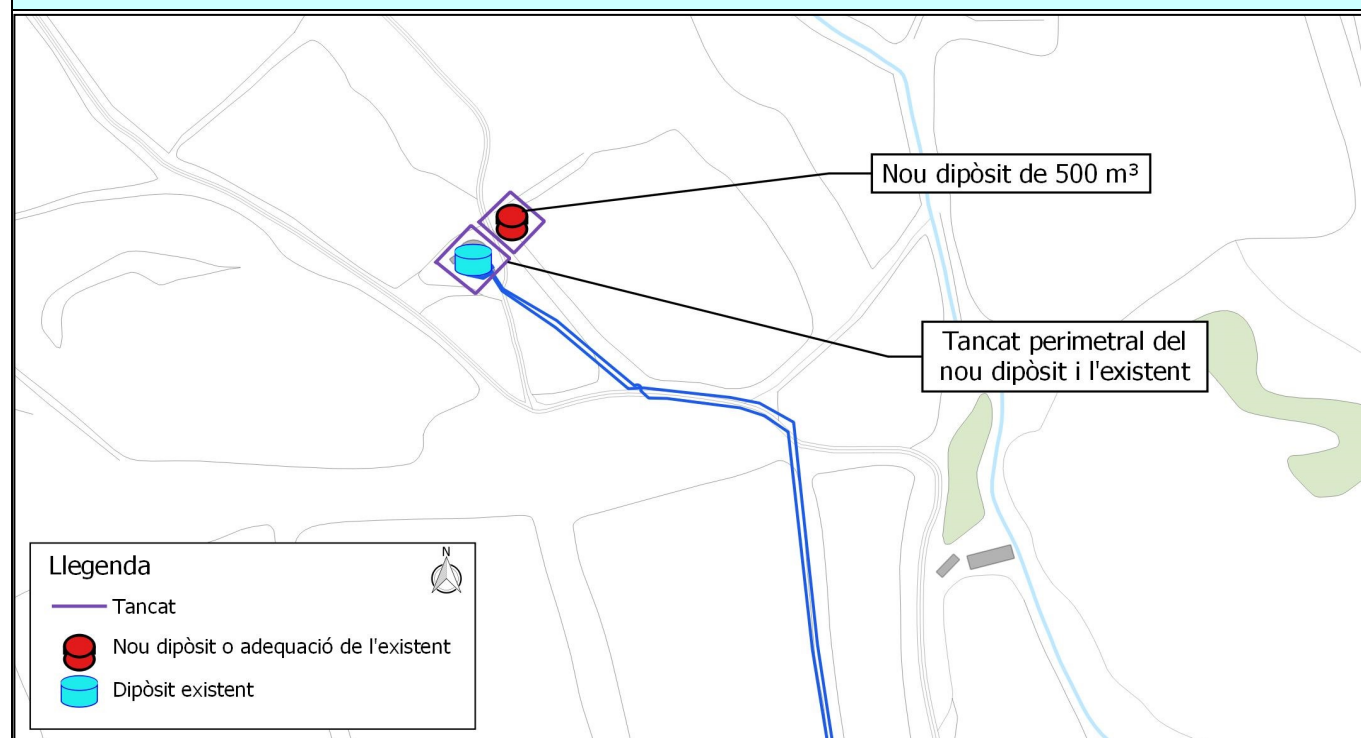 Nou dipòsit de 500 m³
Tancat perimetral del
nou dipòsit i l'existent
Llegenda
N
Tancat
Nou dipòsit o adequació de l'existent
Dipòsit existent